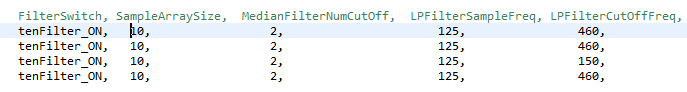 FilterSwitch, SampleArraySize, MedianFilterNumCutOff, LPFilterSampleFreq, LPFilterCutOffFreq,
tenFilter_ON, 10, 2, 125, 460,
tenFilter_ON, 10, 2, 125, 460,
tenFilter_ON, 10, 2, 125, 150,
tenFilter_ON, 10, 2, 125, 460,